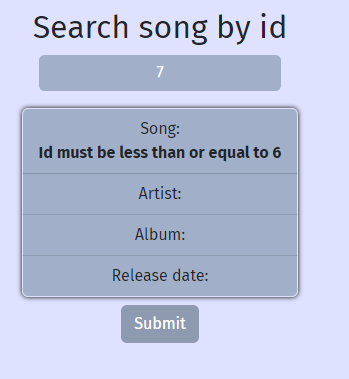 Search song by id
7
Song:
Id must be less than or equal to 6
Artist:
Album:
Release date:
Submit